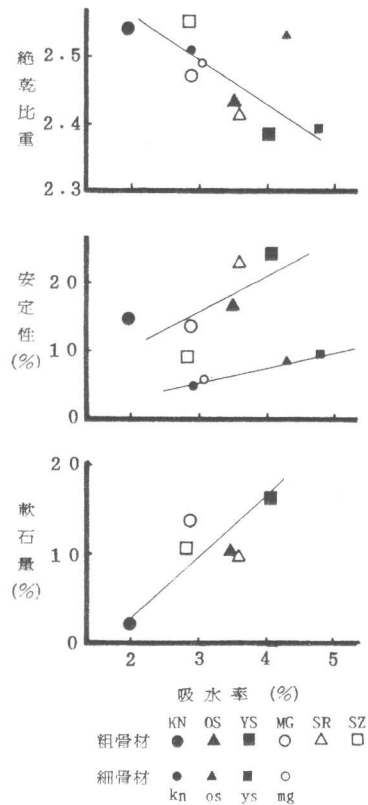 絶乾比重
2.5
2.4
2.3
安定性(%)
20
10
0
軟石量(%)
20
10
0
2 3 4 5
吸水率 (%)
KN OS YS MG SR SZ
粗骨材
細骨材
kn os ys mg